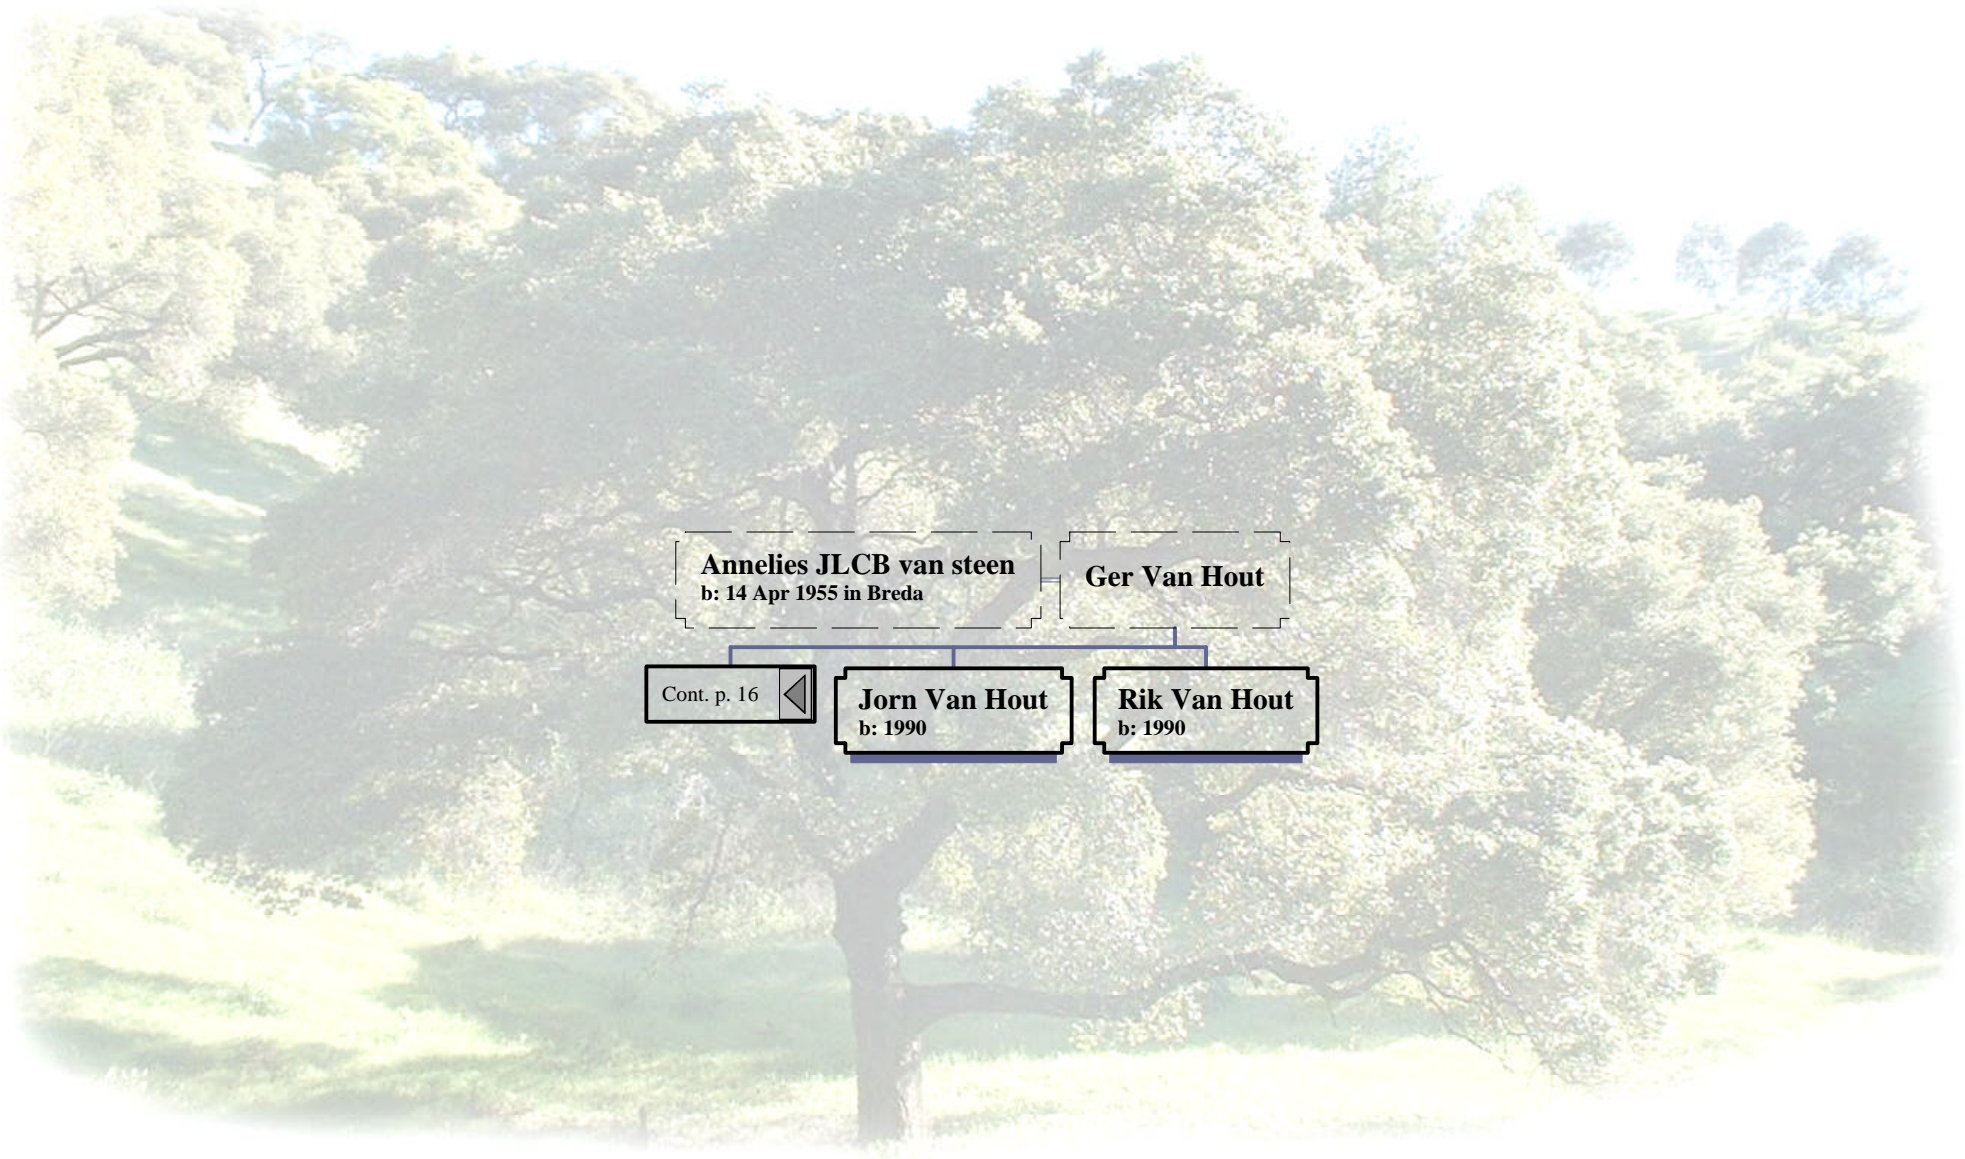 Annelies JLCB van steen
b: 14 Apr 1955 in Breda
Ger Van Hout
Cont. p. 16
Jorn Van Hout
b: 1990
Rik Van Hout
b: 1990